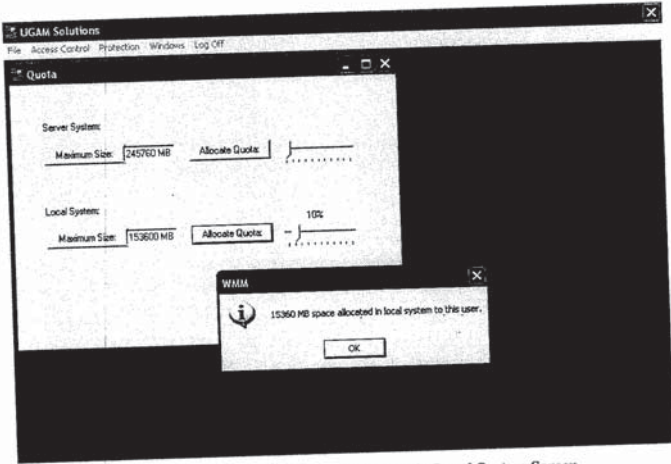 UGAM Solutions
File Access Control Protection Windows Log Off
Quota
Server System:
Maximum Size: 245760 MB Allocate Quota:
Local System:
10%
Maximum Size: 153600 MB Allocate Quota:
WMM
15360 MB space allocated in local system to this user.
OK